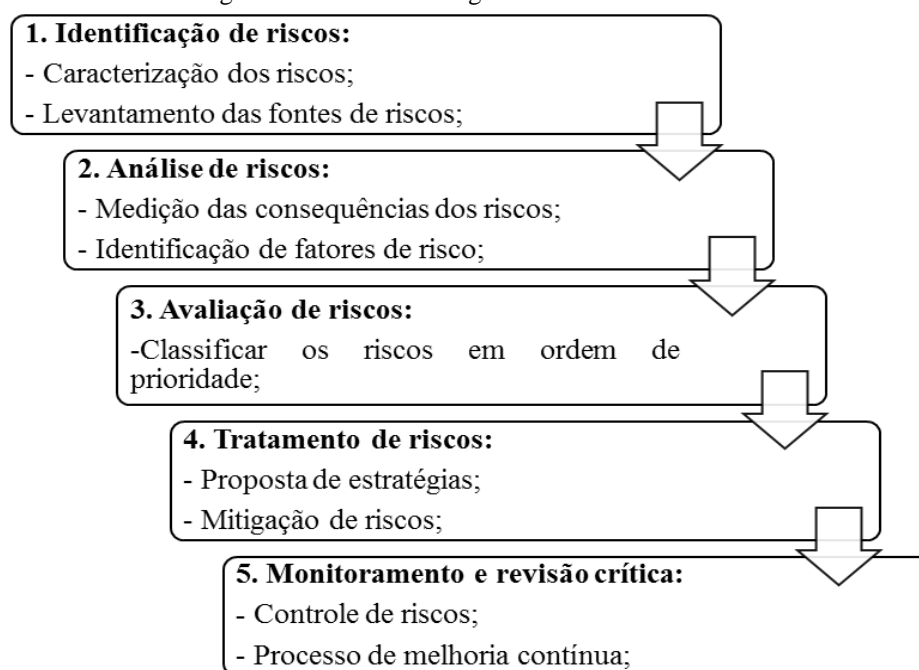 1. Identificação de riscos:
- Caracterização dos riscos;
- Levantamento das fontes de riscos;
2. Análise de riscos:
- Medição das consequências dos riscos;
- Identificação de fatores de risco;
3. Avaliação de riscos:
-Classificar os riscos em ordem de
prioridade;
4. Tratamento de riscos:
- Proposta de estratégias;
- Mitigação de riscos;
5. Monitoramento e revisão crítica:
- Controle de riscos;
- Processo de melhoria contínua;